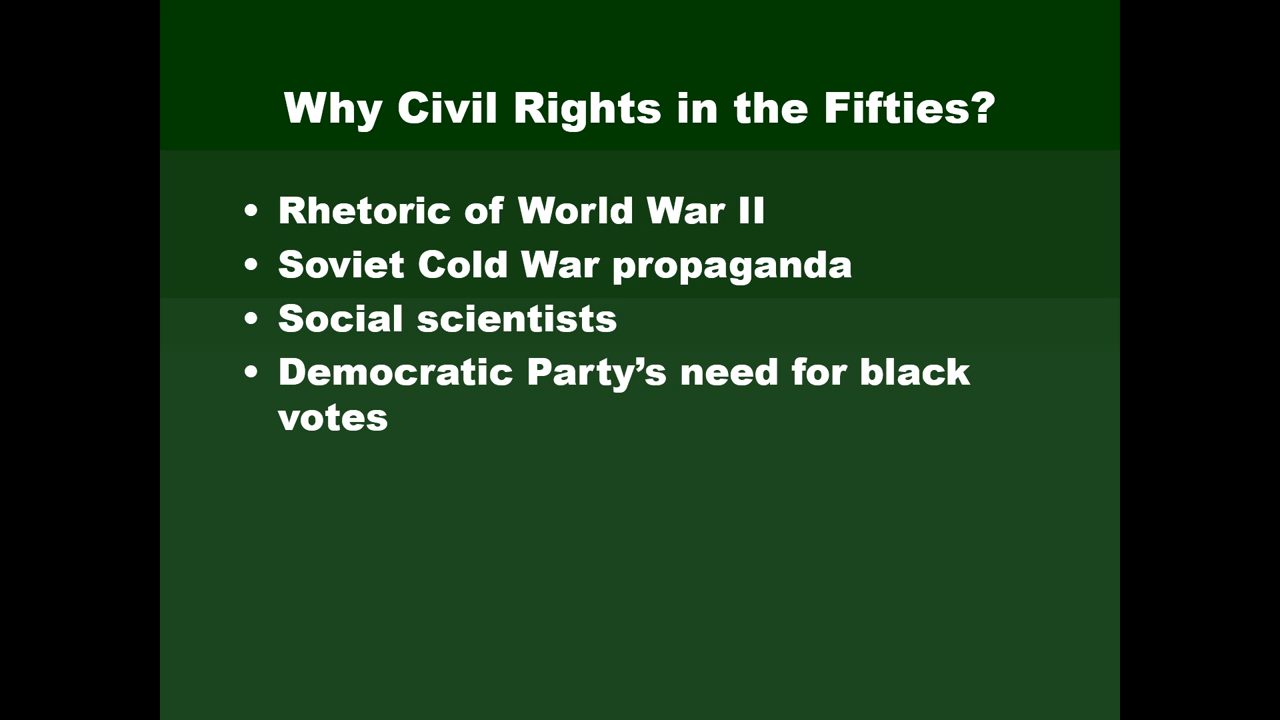 Why Civil Rights in the Fifties?
• Rhetoric of World War II
• Soviet Cold War propaganda
• Social scientists
• Democratic Party’s need for black
votes